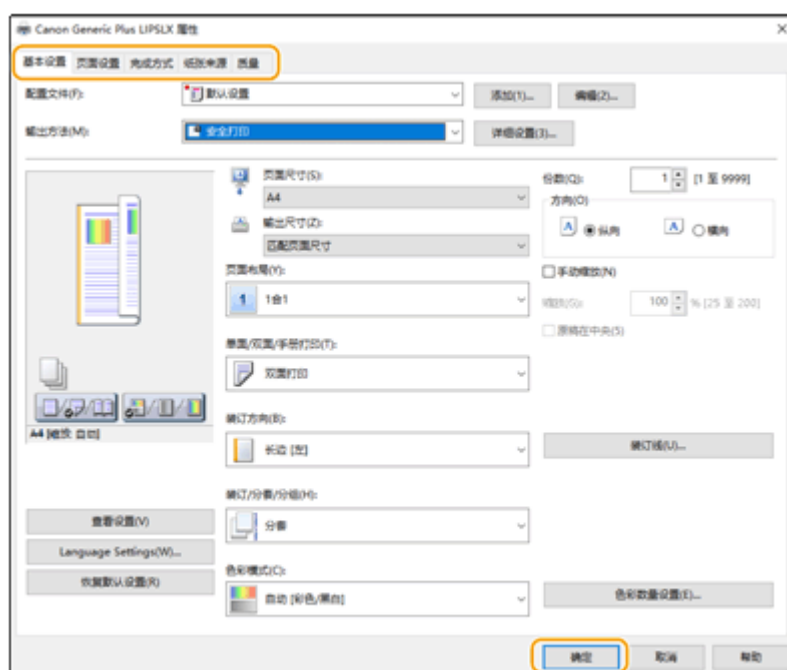 Canon Generic Plus LIPSLX 属性
基本设置 页面设置 完成方式 纸张来源 质量
配置文件(F): 默认设置 添加(1)... 编辑(2)...
输出方法(M): 安全打印 详细设置(3)...
页面尺寸(S):
A4
输出尺寸(Z):
匹配页面尺寸
份数(Q): 1 [1 至 9999]
方向(O)
A 纵向 A 横向
页面布局(Y):
1 1合1
手动缩放(N)
缩放(G): 100 % [25 至 200]
原稿在中央(S)
单面/双面/手册打印(T):
双面打印
A4 [缩放: 自动]
装订方向(B):
长边 [左]
装订线(U)...
装订/分套/分组(H):
分套
查看设置(V)
Language Settings(W)...
恢复默认设置(R)
色彩模式(C):
自动 [彩色/黑白]
色彩数量设置(E)...
确定 取消 帮助